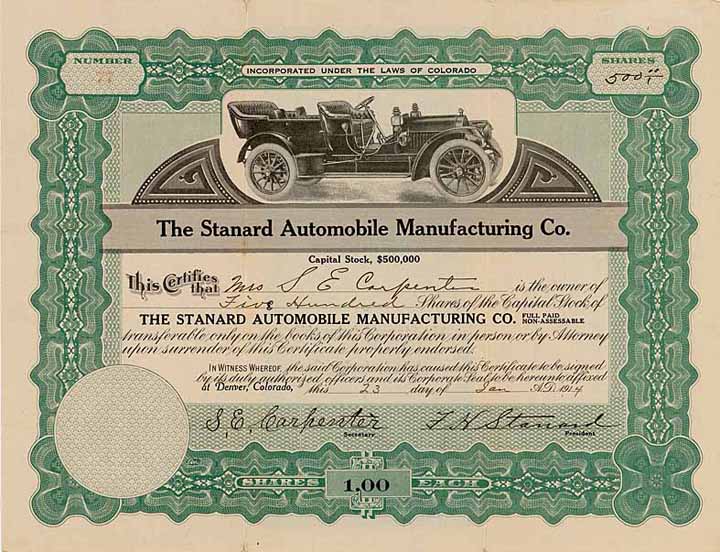 NUMBER
77
INCORPORATED UNDER THE LAWS OF COLORADO
SHARES
500
The Stanard Automobile Manufacturing Co.
Capital Stock, $500,000
This Certifies that Mrs S E Carpenter is the owner of
Five Hundred Shares of the Capital Stock of
THE STANARD AUTOMOBILE MANUFACTURING CO. FULL PAID NON-ASSESSABLE
transferable only on the books of this Corporation in person or by Attorney
upon surrender of this Certificate properly endorsed.
IN WITNESS WHEREOF, the said Corporation has caused this Certificate to be signed
by its duly authorized officers and its Corporate Seal to be hereunto affixed
at Denver, Colorado, this 23 day of Jan A.D. 1914
S. E. Carpenter F. H. Stanard
Secretary President
SHARES 1.00 EACH